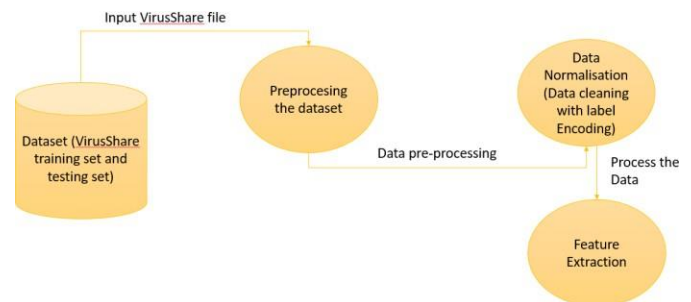 Input VirusShare file
Dataset (VirusShare
training set and
testing set)
Preprocesing
the dataset
Data pre-processing
Data
Normalisation
(Data cleaning
with label
Encoding)
Process the
Data
Feature
Extraction